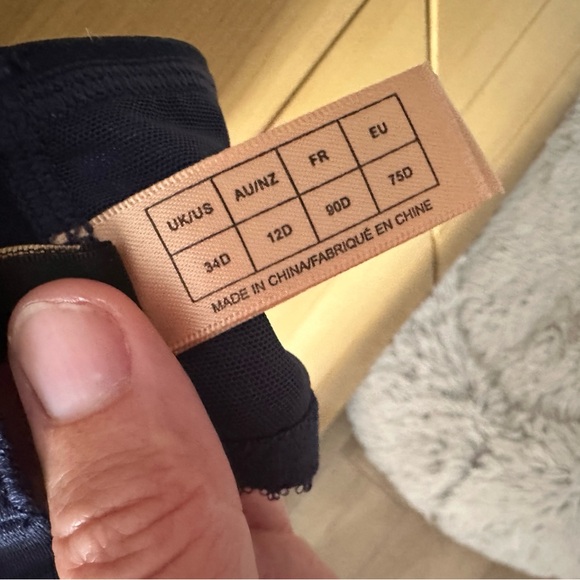 UK/US AU/NZ FR EU
34D 12D 90D 75D
MADE IN CHINA/FABRIQUÉ EN CHINE